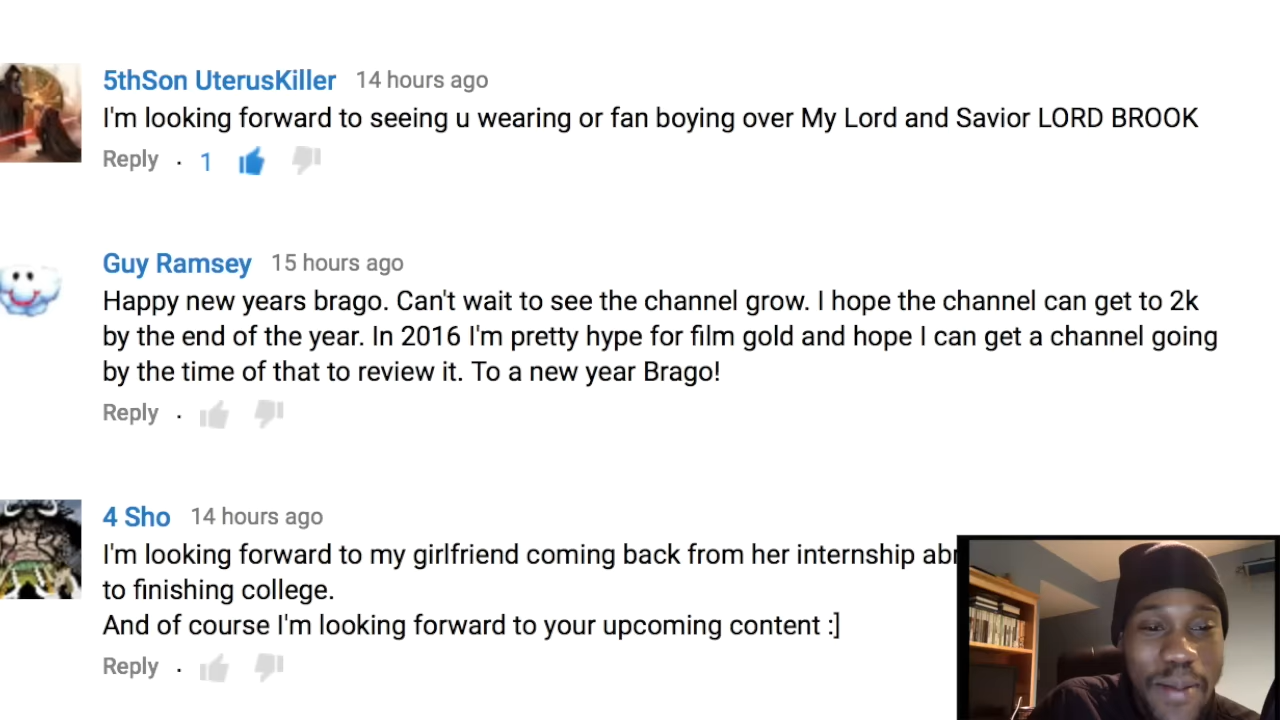 5thSon UterusKiller 14 hours ago
I'm looking forward to seeing u wearing or fan boying over My Lord and Savior LORD BROOK
Reply · 1
Guy Ramsey 15 hours ago
Happy new years brago. Can't wait to see the channel grow. I hope the channel can get to 2k
by the end of the year. In 2016 I'm pretty hype for film gold and hope I can get a channel going
by the time of that to review it. To a new year Brago!
Reply ·
4 Sho 14 hours ago
I'm looking forward to my girlfriend coming back from her internship
to finishing college.
And of course I'm looking forward to your upcoming content :]
Reply ·